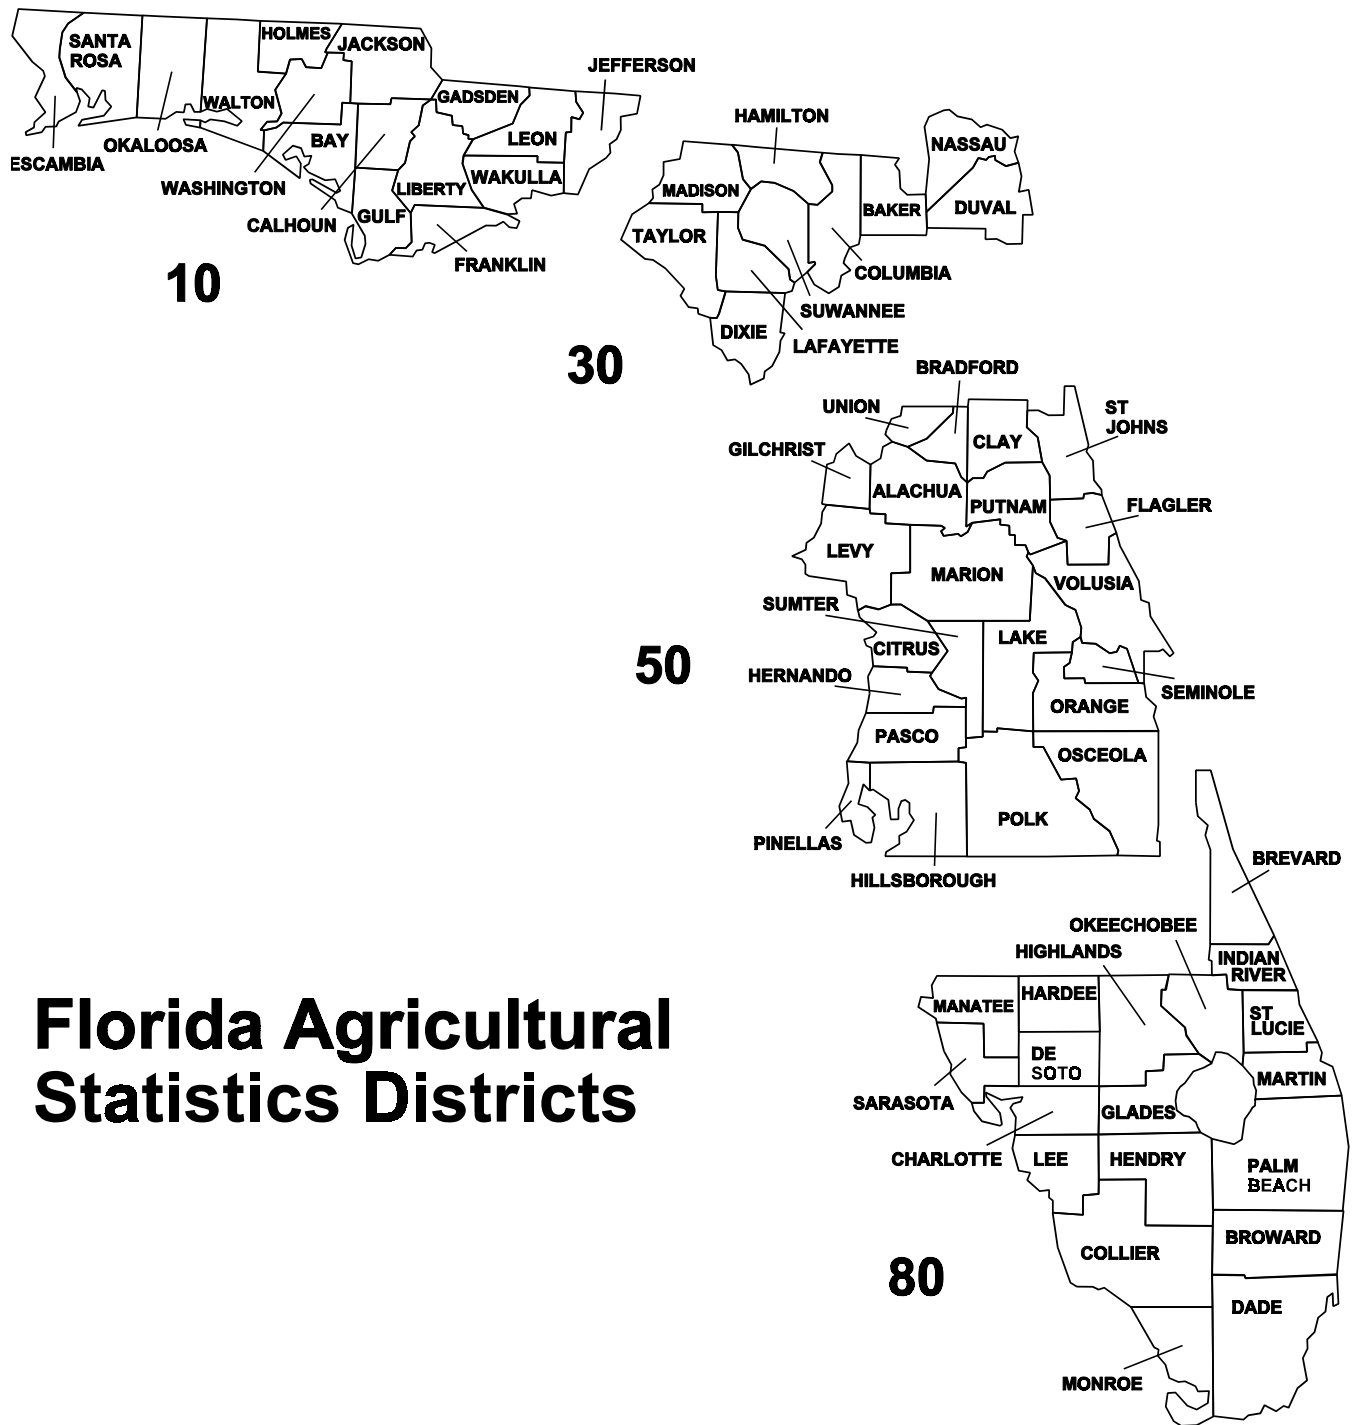 HOLMES
SANTA
ROSA
JACKSON
JEFFERSON
WALTON
GADSDEN
OKALOOSA
BAY
LEON
ESCAMBIA
WASHINGTON
LIBERTY
WAKULLA
CALHOUN
GULF
FRANKLIN
10
HAMILTON
NASSAU
MADISON
BAKER
DUVAL
TAYLOR
COLUMBIA
SUWANNEE
DIXIE
LAFAYETTE
30
BRADFORD
UNION
ST
JOHNS
CLAY
GILCHRIST
ALACHUA
PUTNAM
FLAGLER
LEVY
MARION
VOLUSIA
SUMTER
LAKE
CITRUS
50
HERNANDO
SEMINOLE
ORANGE
PASCO
OSCEOLA
POLK
PINELLAS
HILLSBOROUGH
BREVARD
OKEECHOBEE
HIGHLANDS
INDIAN
RIVER
HARDEE
MANATEE
ST
LUCIE
DE
SOTO
MARTIN
SARASOTA
GLADES
CHARLOTTE
LEE
HENDRY
PALM
BEACH
COLLIER
BROWARD
80
DADE
MONROE
Florida Agricultural
Statistics Districts